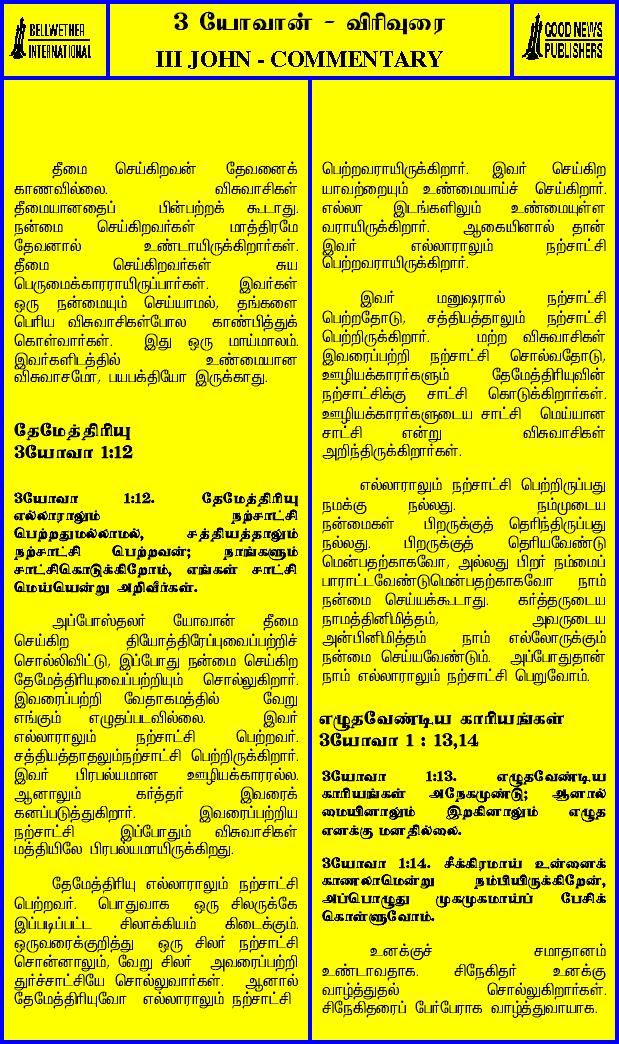 BELLWETHER
INTERNATIONAL
3 யோவான் - விரிவுரை
III JOHN - COMMENTARY
GOOD NEWS
PUBLISHERS
தீமை செய்கிறவன் தேவனைக்
காணவில்லை. விசுவாசிகள்
தீமையானதைப் பின்பற்றக் கூடாது.
நன்மை செய்கிறவர்கள் மாத்திரமே
தேவனால் உண்டாயிருக்கிறார்கள்.
தீமை செய்கிறவர்கள் சுய
பெருமைக்காரராயிருப்பார்கள். இவர்கள்
ஒரு நன்மையும் செய்யாமல், தங்களை
பெரிய விசுவாசிகள்போல காண்பித்துக்
கொள்வார்கள். இது ஒரு மாய்மாலம்.
இவர்களிடத்தில் உண்மையான
விசுவாசமோ, பயபக்தியோ இருக்காது.
தேமேத்திரியு
3யோவா 1:12
3யோவா 1:12. தேமேத்திரியு
எல்லாராலும் நற்சாட்சி
பெற்றதுமல்லாமல், சத்தியத்தாலும்
நற்சாட்சி பெற்றவன்; நாங்களும்
சாட்சிகொடுக்கிறோம், எங்கள் சாட்சி
மெய்யென்று அறிவீர்கள்.
அப்போஸ்தலர் யோவான் தீமை
செய்கிற தியோத்திரேப்புவைப்பற்றிச்
சொல்லிவிட்டு, இப்போது நன்மை செய்கிற
தேமேத்திரியுவைப்பற்றியும் சொல்லுகிறார்.
இவரைப்பற்றி வேதாகமத்தில் வேறு
எங்கும் எழுதப்படவில்லை. இவர்
எல்லாராலும் நற்சாட்சி பெற்றவர்.
சத்தியத்தாதலும்நற்சாட்சி பெற்றிருக்கிறார்.
இவர் பிரபல்யமான ஊழியக்காரரல்ல.
ஆனாலும் கர்த்தர் இவரைக்
கனப்படுத்துகிறார். இவரைப்பற்றிய
நற்சாட்சி இப்போதும் விசுவாசிகள்
மத்தியிலே பிரபல்யமாயிருக்கிறது.
தேமேத்திரியு எல்லாராலும் நற்சாட்சி
பெற்றவர். பொதுவாக ஒரு சிலருக்கே
இப்படிப்பட்ட சிலாக்கியம் கிடைக்கும்.
ஒருவரைக்குறித்து ஒரு சிலர் நற்சாட்சி
சொன்னாலும், வேறு சிலர் அவரைப்பற்றி
துர்ச்சாட்சியே சொல்லுவார்கள். ஆனால்
தேமேத்திரியுவோ எல்லாராலும் நற்சாட்சி
பெற்றவராயிருக்கிறார். இவர் செய்கிற
யாவற்றையும் உண்மையாய்ச் செய்கிறார்.
எல்லா இடங்களிலும் உண்மையுள்ள
வராயிருக்கிறார். ஆகையினால் தான்
இவர் எல்லாராலும் நற்சாட்சி
பெற்றவராயிருக்கிறார்.
இவர் மனுஷரால் நற்சாட்சி
பெற்றதோடு, சத்தியத்தாலும் நற்சாட்சி
பெற்றிருக்கிறார். மற்ற விசுவாசிகள்
இவரைப்பற்றி நற்சாட்சி சொல்வதோடு,
ஊழியக்காரர்களும் தேமேத்திரியுவின்
நற்சாட்சிக்கு சாட்சி கொடுக்கிறார்கள்.
ஊழியக்காரர்களுடைய சாட்சி மெய்யான
சாட்சி என்று விசுவாசிகள்
அறிந்திருக்கிறார்கள்.
எல்லாராலும் நற்சாட்சி பெற்றிருப்பது
நமக்கு நல்லது. நம்முடைய
நன்மைகள் பிறருக்குத் தெரிந்திருப்பது
நல்லது. பிறருக்குத் தெரியவேண்டு
மென்பதற்காகவோ, அல்லது பிறர் நம்மைப்
பாராட்டவேண்டுமென்பதற்காகவோ நாம்
நன்மை செய்யக்கூடாது. கர்த்தருடைய
நாமத்தினிமித்தம், அவருடைய
அன்பினிமித்தம் நாம் எல்லோருக்கும்
நன்மை செய்யவேண்டும். அப்போதுதான்
நாம் எல்லாராலும் நற்சாட்சி பெறுவோம்.
எழுதவேண்டிய காரியங்கள்
3யோவா 1 : 13,14
3யோவா 1:13. எழுதவேண்டிய
காரியங்கள் அநேகமுண்டு; ஆனால்
மையினாலும் இறகினாலும் எழுத
எனக்கு மனதில்லை.
3யோவா 1:14. சீக்கிரமாய் உன்னைக்
காணலாமென்று நம்பியிருக்கிறேன்,
அப்பொழுது முகமுகமாய்ப் பேசிக்
கொள்ளுவோம்.
உனக்குச் சமாதானம்
உண்டாவதாக. சிநேகிதர் உனக்கு
வாழ்த்துதல் சொல்லுகிறார்கள்.
சிநேகிதரைப் பேர்பேராக வாழ்த்துவாயாக.